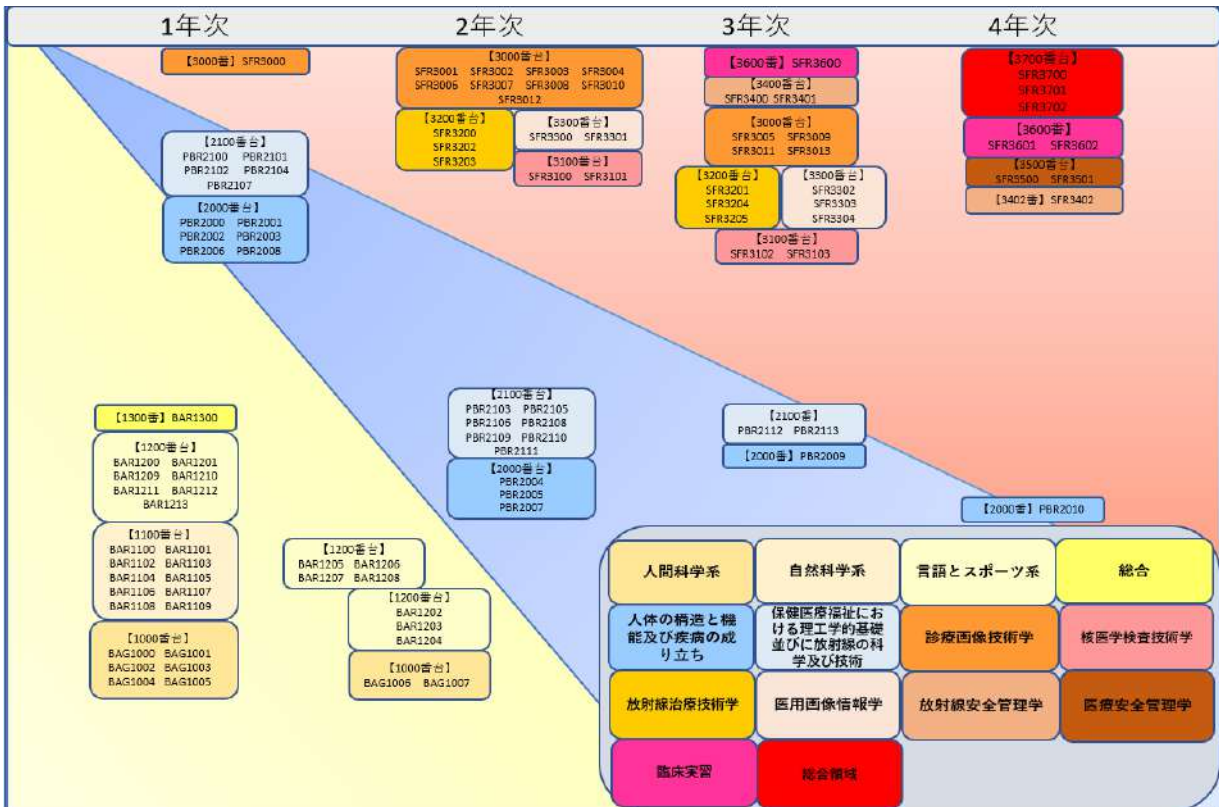 1年次
2年次
3年次
4年次
【3000番】SFR3000
【2100番台】
PBR2100 PBR2101
PBR2102 PBR2104
PBR2107
【2000番台】
PBR2000 PBR2001
PBR2002 PBR2003
PBR2006 PBR2008
【3000番台】
SFR3001 SFR3002 SFR3003 SFR3004
SFR3006 SFR3007 SFR3008 SFR3010
SFR3012
【3200番台】
SFR3200
SFR3202
SFR3203
【3300番台】
SFR3300 SFR3301
【3100番台】
SFR3100 SFR3101
【3600番】SFR3600
【3400番台】
SFR3400 SFR3401
【3000番台】
SFR3005 SFR3009
SFR3011 SFR3013
【3200番台】
SFR3201
SFR3204
SFR3205
【3300番台】
SFR3302
SFR3303
SFR3304
【3100番台】
SFR3102 SFR3103
【3700番台】
SFR3700
SFR3701
SFR3702
【3600番】
SFR3601 SFR3602
【3500番台】
SFR3500 SFR3501
【3402番】SFR3402
【1300番】BAR1300
【1200番台】
BAR1200 BAR1201
BAR1209 BAR1210
BAR1211 BAR1212
BAR1213
【1100番台】
BAR1100 BAR1101
BAR1102 BAR1103
BAR1104 BAR1105
BAR1106 BAR1107
BAR1108 BAR1109
【1000番台】
BAG1000 BAG1001
BAG1002 BAG1003
BAG1004 BAG1005
【1200番台】
BAR1205 BAR1206
BAR1207 BAR1208
【1200番台】
BAR1202
BAR1203
BAR1204
【1000番台】
BAG1006 BAG1007
【2100番台】
PBR2103 PBR2105
PBR2106 PBR2108
PBR2109 PBR2110
PBR2111
【2000番台】
PBR2004
PBR2005
PBR2007
【2100番】
PBR2112 PBR2113
【2000番】PBR2009
【2000番】PBR2010
人間科学系
自然科学系
言語とスポーツ系
総合
人体の構造と機
能及び疾病の成
り立ち
保健医療福祉にお
ける理工学的基礎
並びに放射線の科
学及び技術
診療画像技術学
核医学検査技術学
放射線治療技術学
医用画像情報学
放射線安全管理学
医療安全管理学
臨床実習
総合領域